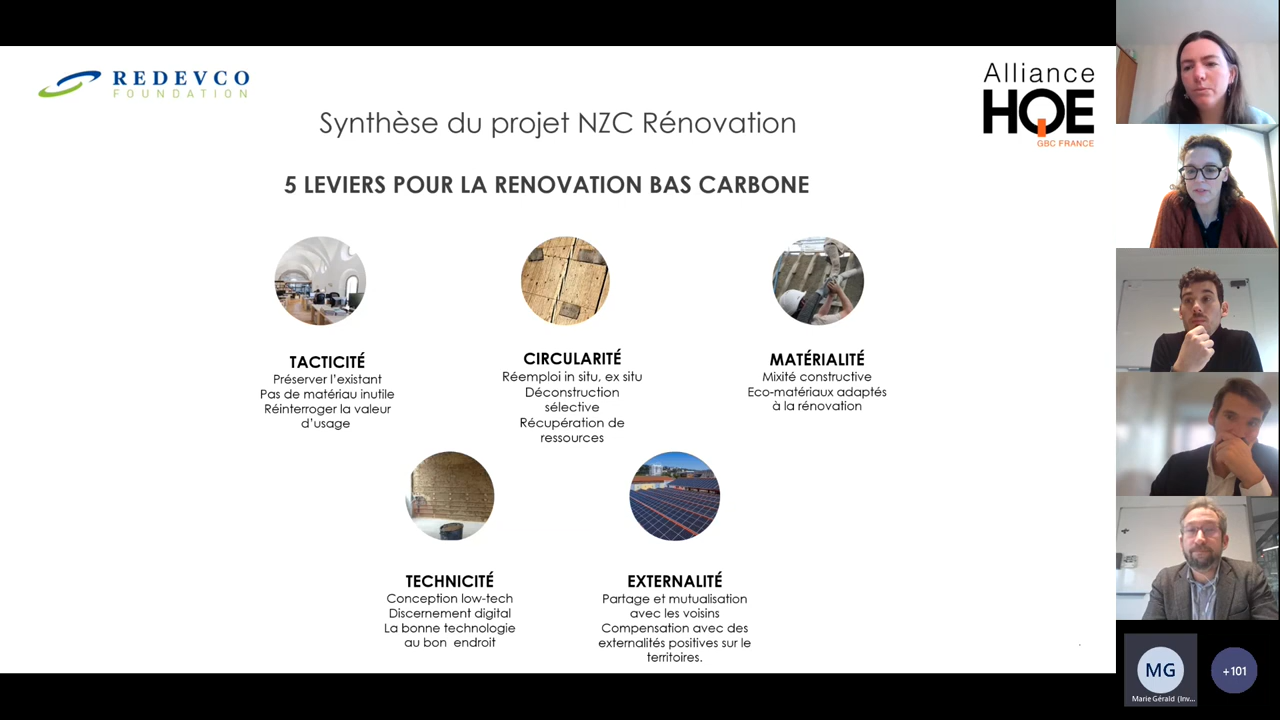 REDEVCO
FOUNDATION
Alliance
HQE
GBC FRANCE
Synthèse du projet NZC Rénovation
5 LEVIERS POUR LA RENOVATION BAS CARBONE
TACTICITÉ
Préserver l'existant
Pas de matériau inutile
Réinterroger la valeur
d'usage
CIRCULARITÉ
Réemploi in situ, ex situ
Déconstruction
sélective
Récupération de
ressources
MATÉRIALITÉ
Mixité constructive
Eco-matériaux adaptés
à la rénovation
TECHNICITÉ
Conception low-tech
Discernement digital
La bonne technologie
au bon endroit
EXTERNALITÉ
Partage et mutualisation
avec les voisins
Compensation avec des
externalités positives sur le
territoires.
MG
Marie Gérald (Inv...
+101